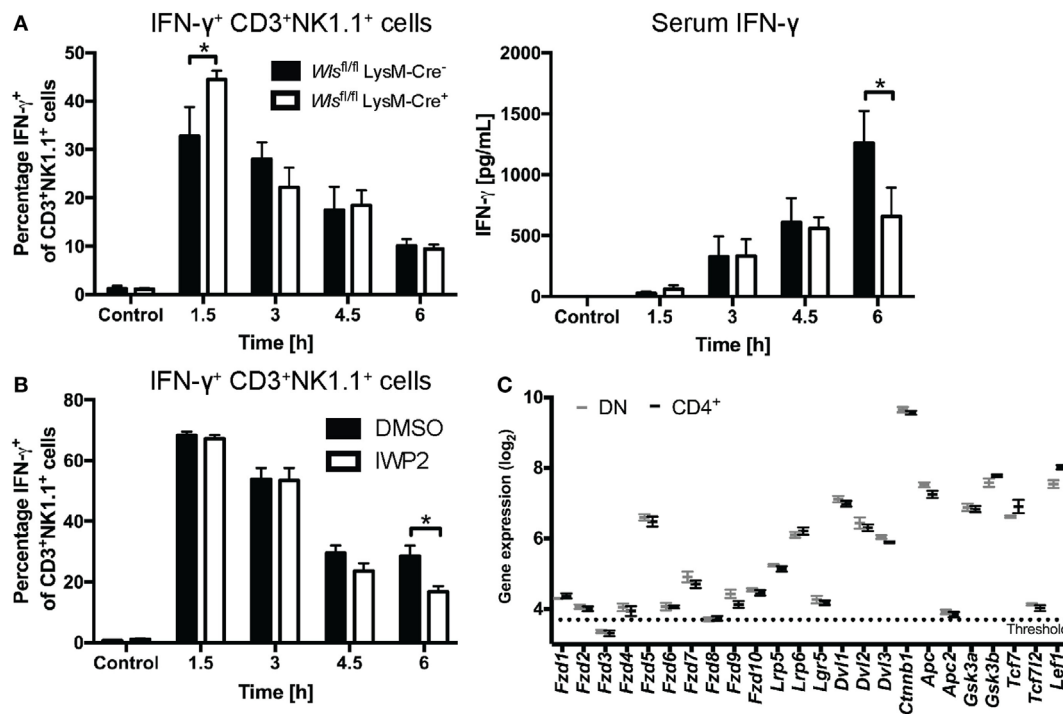 A
IFN-γ⁺ CD3⁺NK1.1⁺ cells
Percentage IFN-γ⁺
of CD3⁺NK1.1⁺ cells
50
40
30
20
10
0
*
Wlsfl/fl LysM-Cre⁻
Wlsfl/fl LysM-Cre⁺
Control
1.5
3
4.5
6
Time [h]
Serum IFN-γ
IFN-γ [pg/mL]
2000
1500
1000
500
0
*
Control
1.5
3
4.5
6
Time [h]
B
IFN-γ⁺ CD3⁺NK1.1⁺ cells
Percentage IFN-γ⁺
of CD3⁺NK1.1⁺ cells
80
60
40
20
0
DMSO
IWP2
*
Control
1.5
3
4.5
6
Time [h]
C
Gene expression (log₂)
10
8
6
4
DN
CD4⁺
Threshold
Fzd1
Fzd2
Fzd3
Fzd4
Fzd5
Fzd6
Fzd7
Fzd8
Fzd9
Fzd10
Lrp5
Lrp6
Lgr5
Dvl1
Dvl2
Dvl3
Ctnnb1
Apc
Apc2
Gsk3a
Gsk3b
Tcf7
Tcf7l2
Lef1